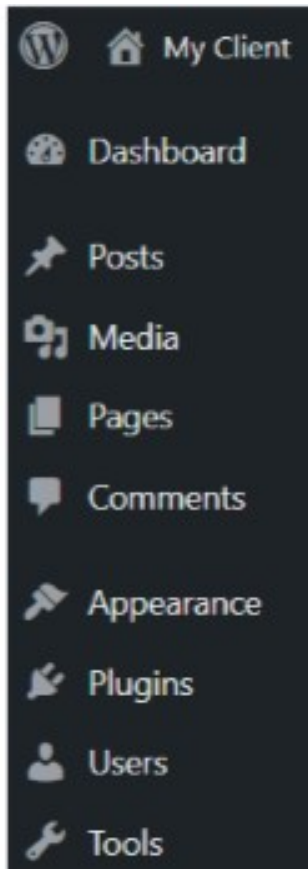 My Client
Dashboard
Posts
Media
Pages
Comments
Appearance
Plugins
Users
Tools